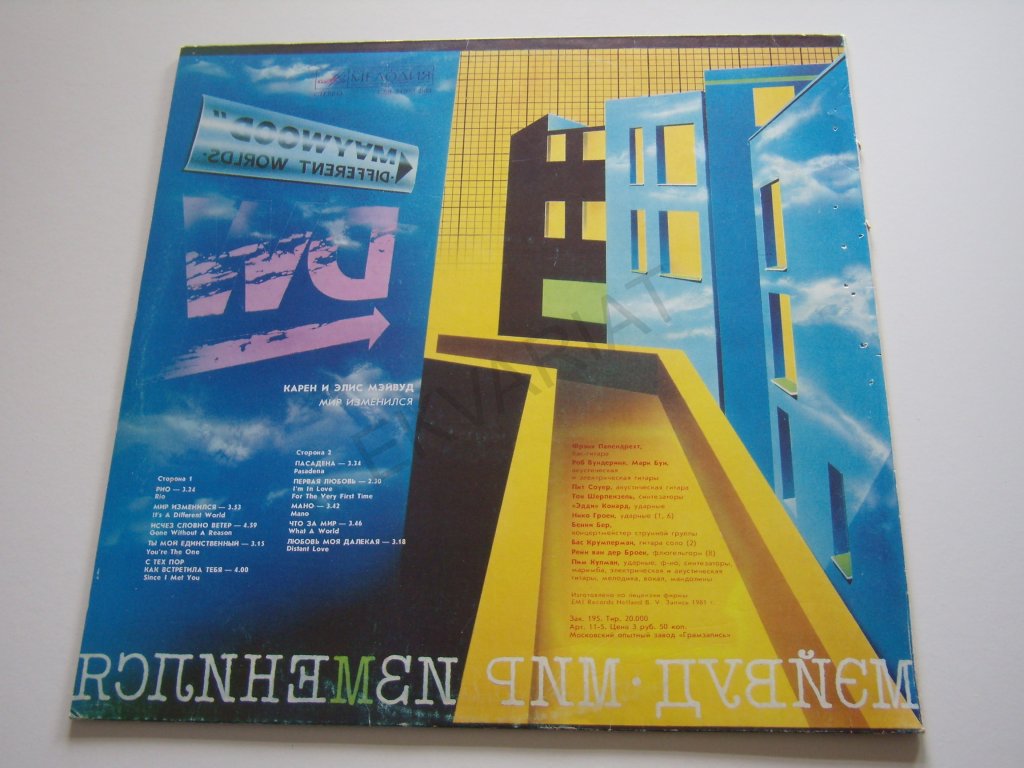 МЕЛОДИЯ
СТЕРЕО
"MAYWOOD"
·DIFFERENT WORLDS·
DW
КАРЕН И ЭЛИС МЭЙВУД
МИР ИЗМЕНИЛСЯ
Сторона 1
РИО — 3.24
Rio
МИР ИЗМЕНИЛСЯ — 3.53
It's A Different World
ИСЧЕЗ СЛОВНО ВЕТЕР — 4.59
Gone Without A Reason
ТЫ МОЙ ЕДИНСТВЕННЫЙ — 3.15
You're The One
С ТЕХ ПОР
КАК ВСТРЕТИЛА ТЕБЯ — 4.00
Since I Met You
Сторона 2
ПАСАДЕНА — 3.34
Pasadena
ПЕРВАЯ ЛЮБОВЬ — 2.30
I'm In Love
For The Very First Time
МАНО — 3.42
Mano
ЧТО ЗА МИР — 3.46
What A World
ЛЮБОВЬ МОЯ ДАЛЕКАЯ — 3.18
Distant Love
Фрэнк Папендрехт,
бас-гитара
Роб Вундеринк, Марк Бун,
акустическая
и электрическая гитары
Пит Соуер, акустическая гитара
Тон Шерпензель, синтезаторы
«Эдди» Конард, ударные
Нико Гроен, ударные (1, 6)
Бенни Бер,
концертмейстер струнной группы
Бас Крумперман, гитара соло (2)
Рени ван дер Броек, флюгельгорн (8)
Пим Купман, ударные, ф-но, синтезаторы,
маримба, электрическая и акустическая
гитары, мелодика, вокал, мандолины
Изготовлено по лицензии фирмы
EMI Records Holland B. V. Запись 1981 г.
Зак. 195. Тир. 20.000
Арт. 11-5. Цена 3 руб. 50 коп.
Московский опытный завод «Грамзапись»
МЭЙВУД·МИР ИЗМЕНИЛСЯ
EKVARIAT